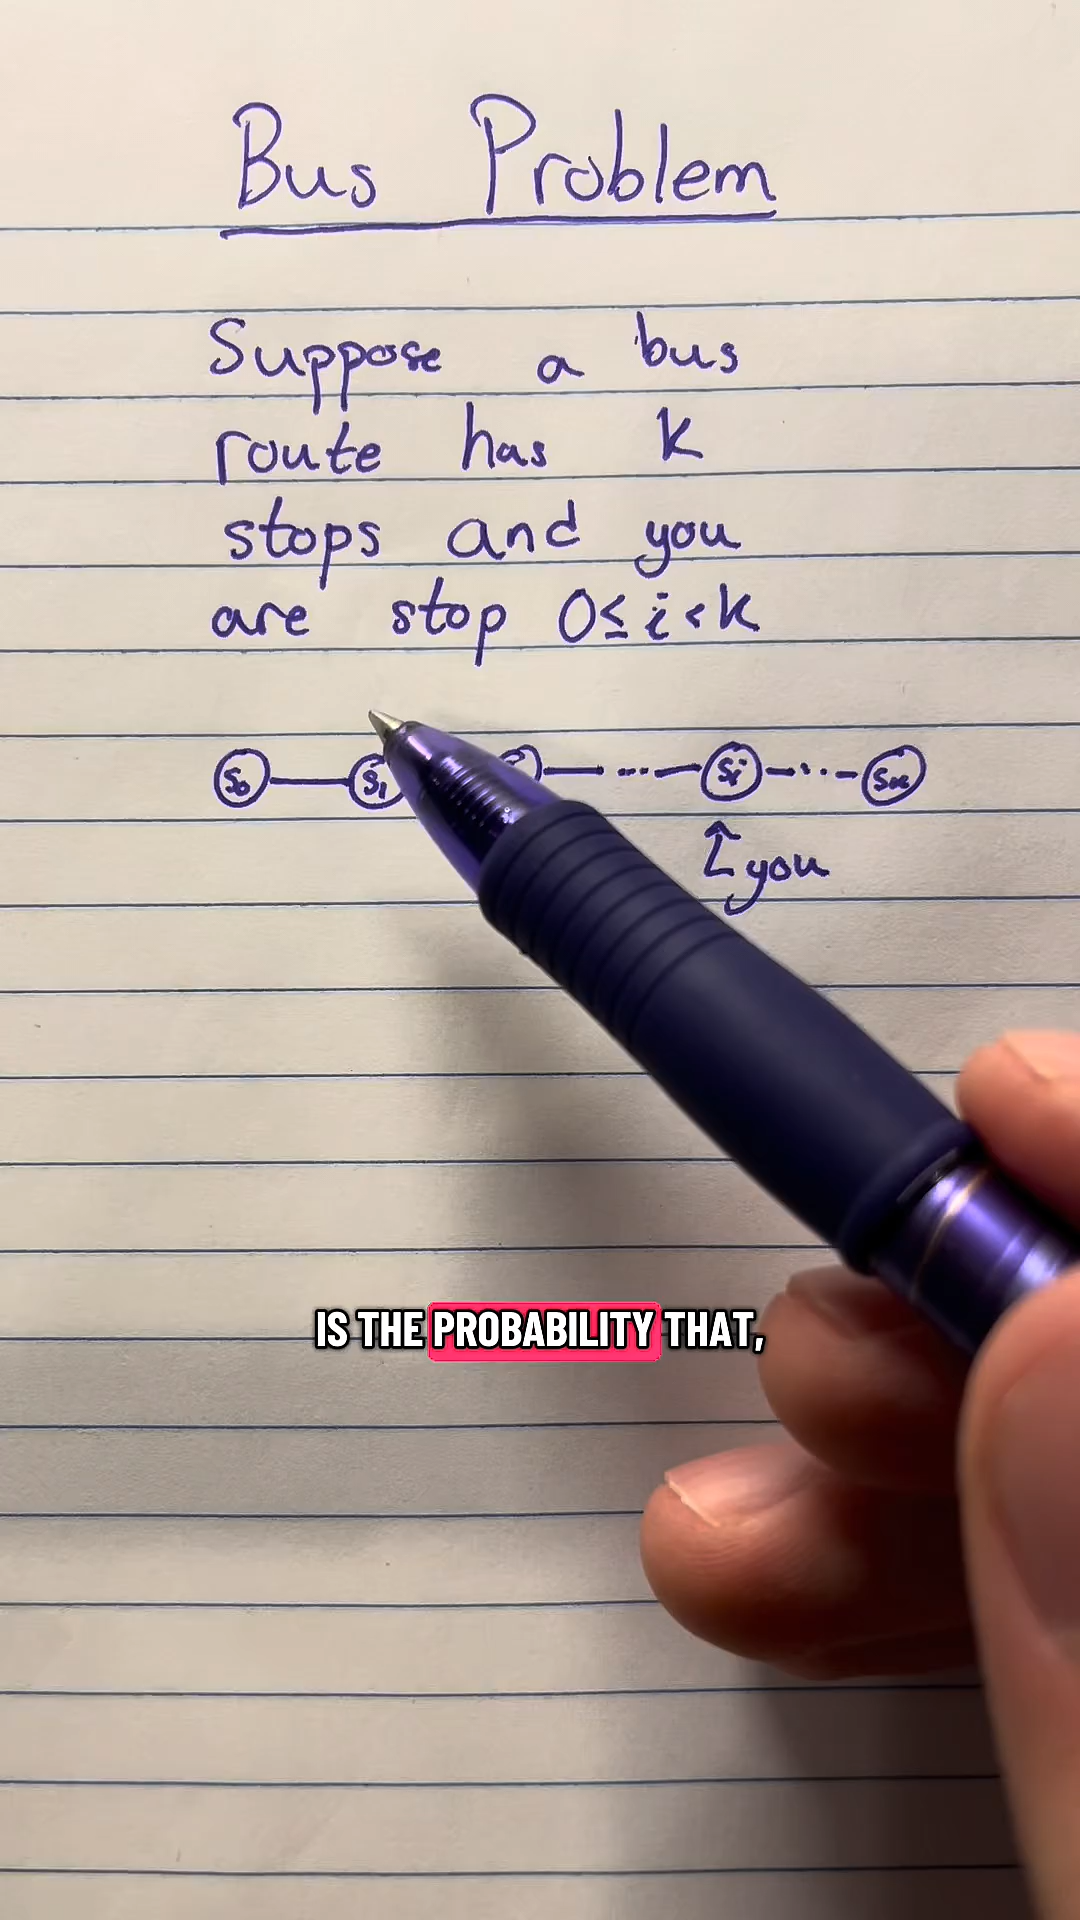 Bus Problem
Suppose a bus
route has k
stops and you
are stop 0≤i<k
S₀ S₁ ... Sᵢ ...
↑ you
IS THE PROBABILITY THAT,